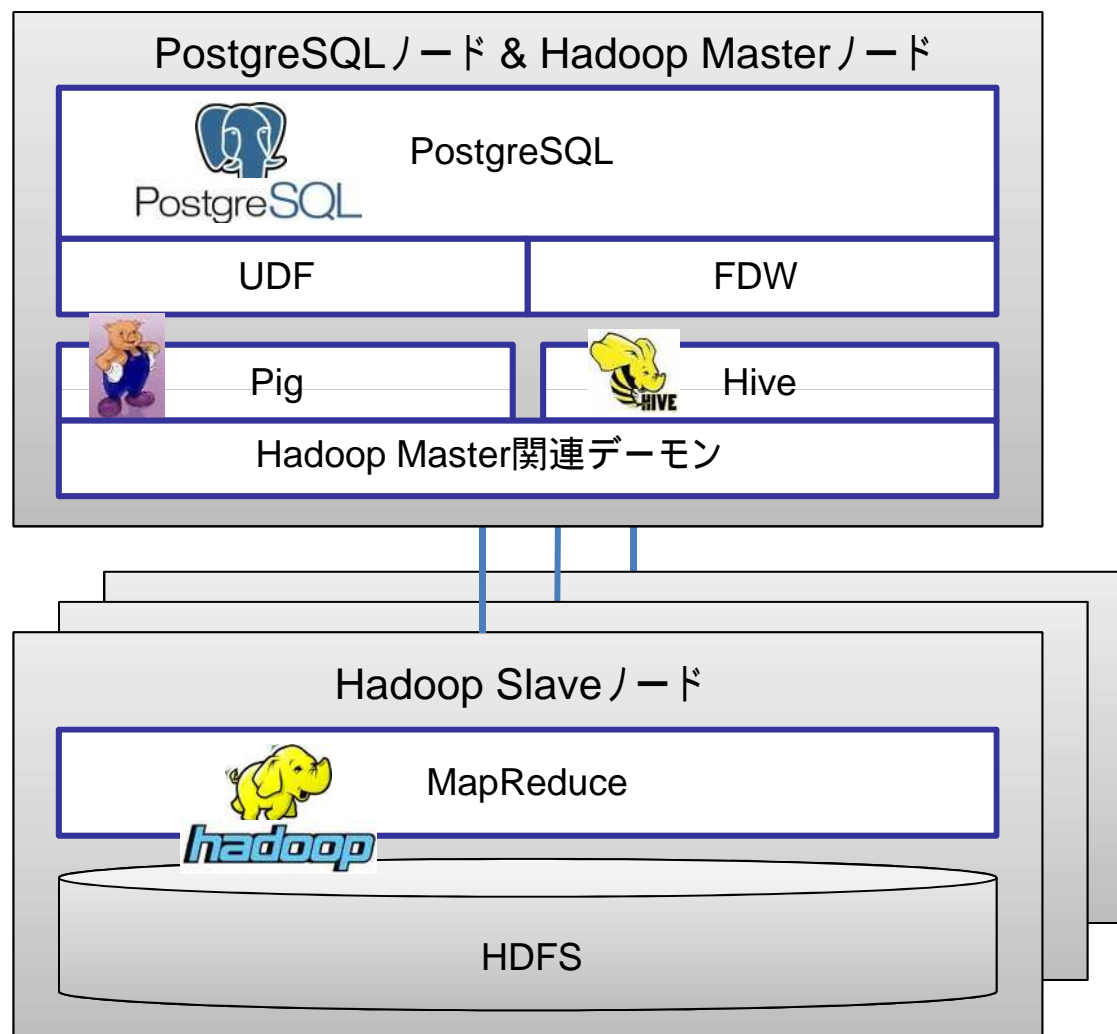 PostgreSQLノード & Hadoop Masterノード
PostgreSQL
PostgreSQL
UDF
FDW
Pig
HIVE
Hive
Hadoop Master関連デーモン
Hadoop Slaveノード
MapReduce
hadoop
HDFS